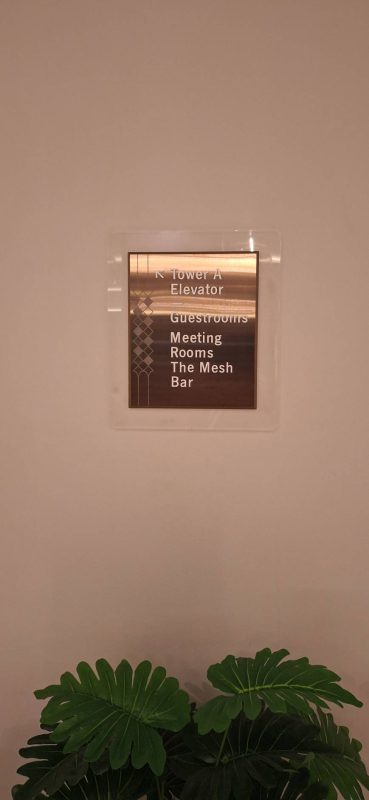 Tower A
Elevator
Guestrooms
Meeting
Rooms
The Mesh
Bar